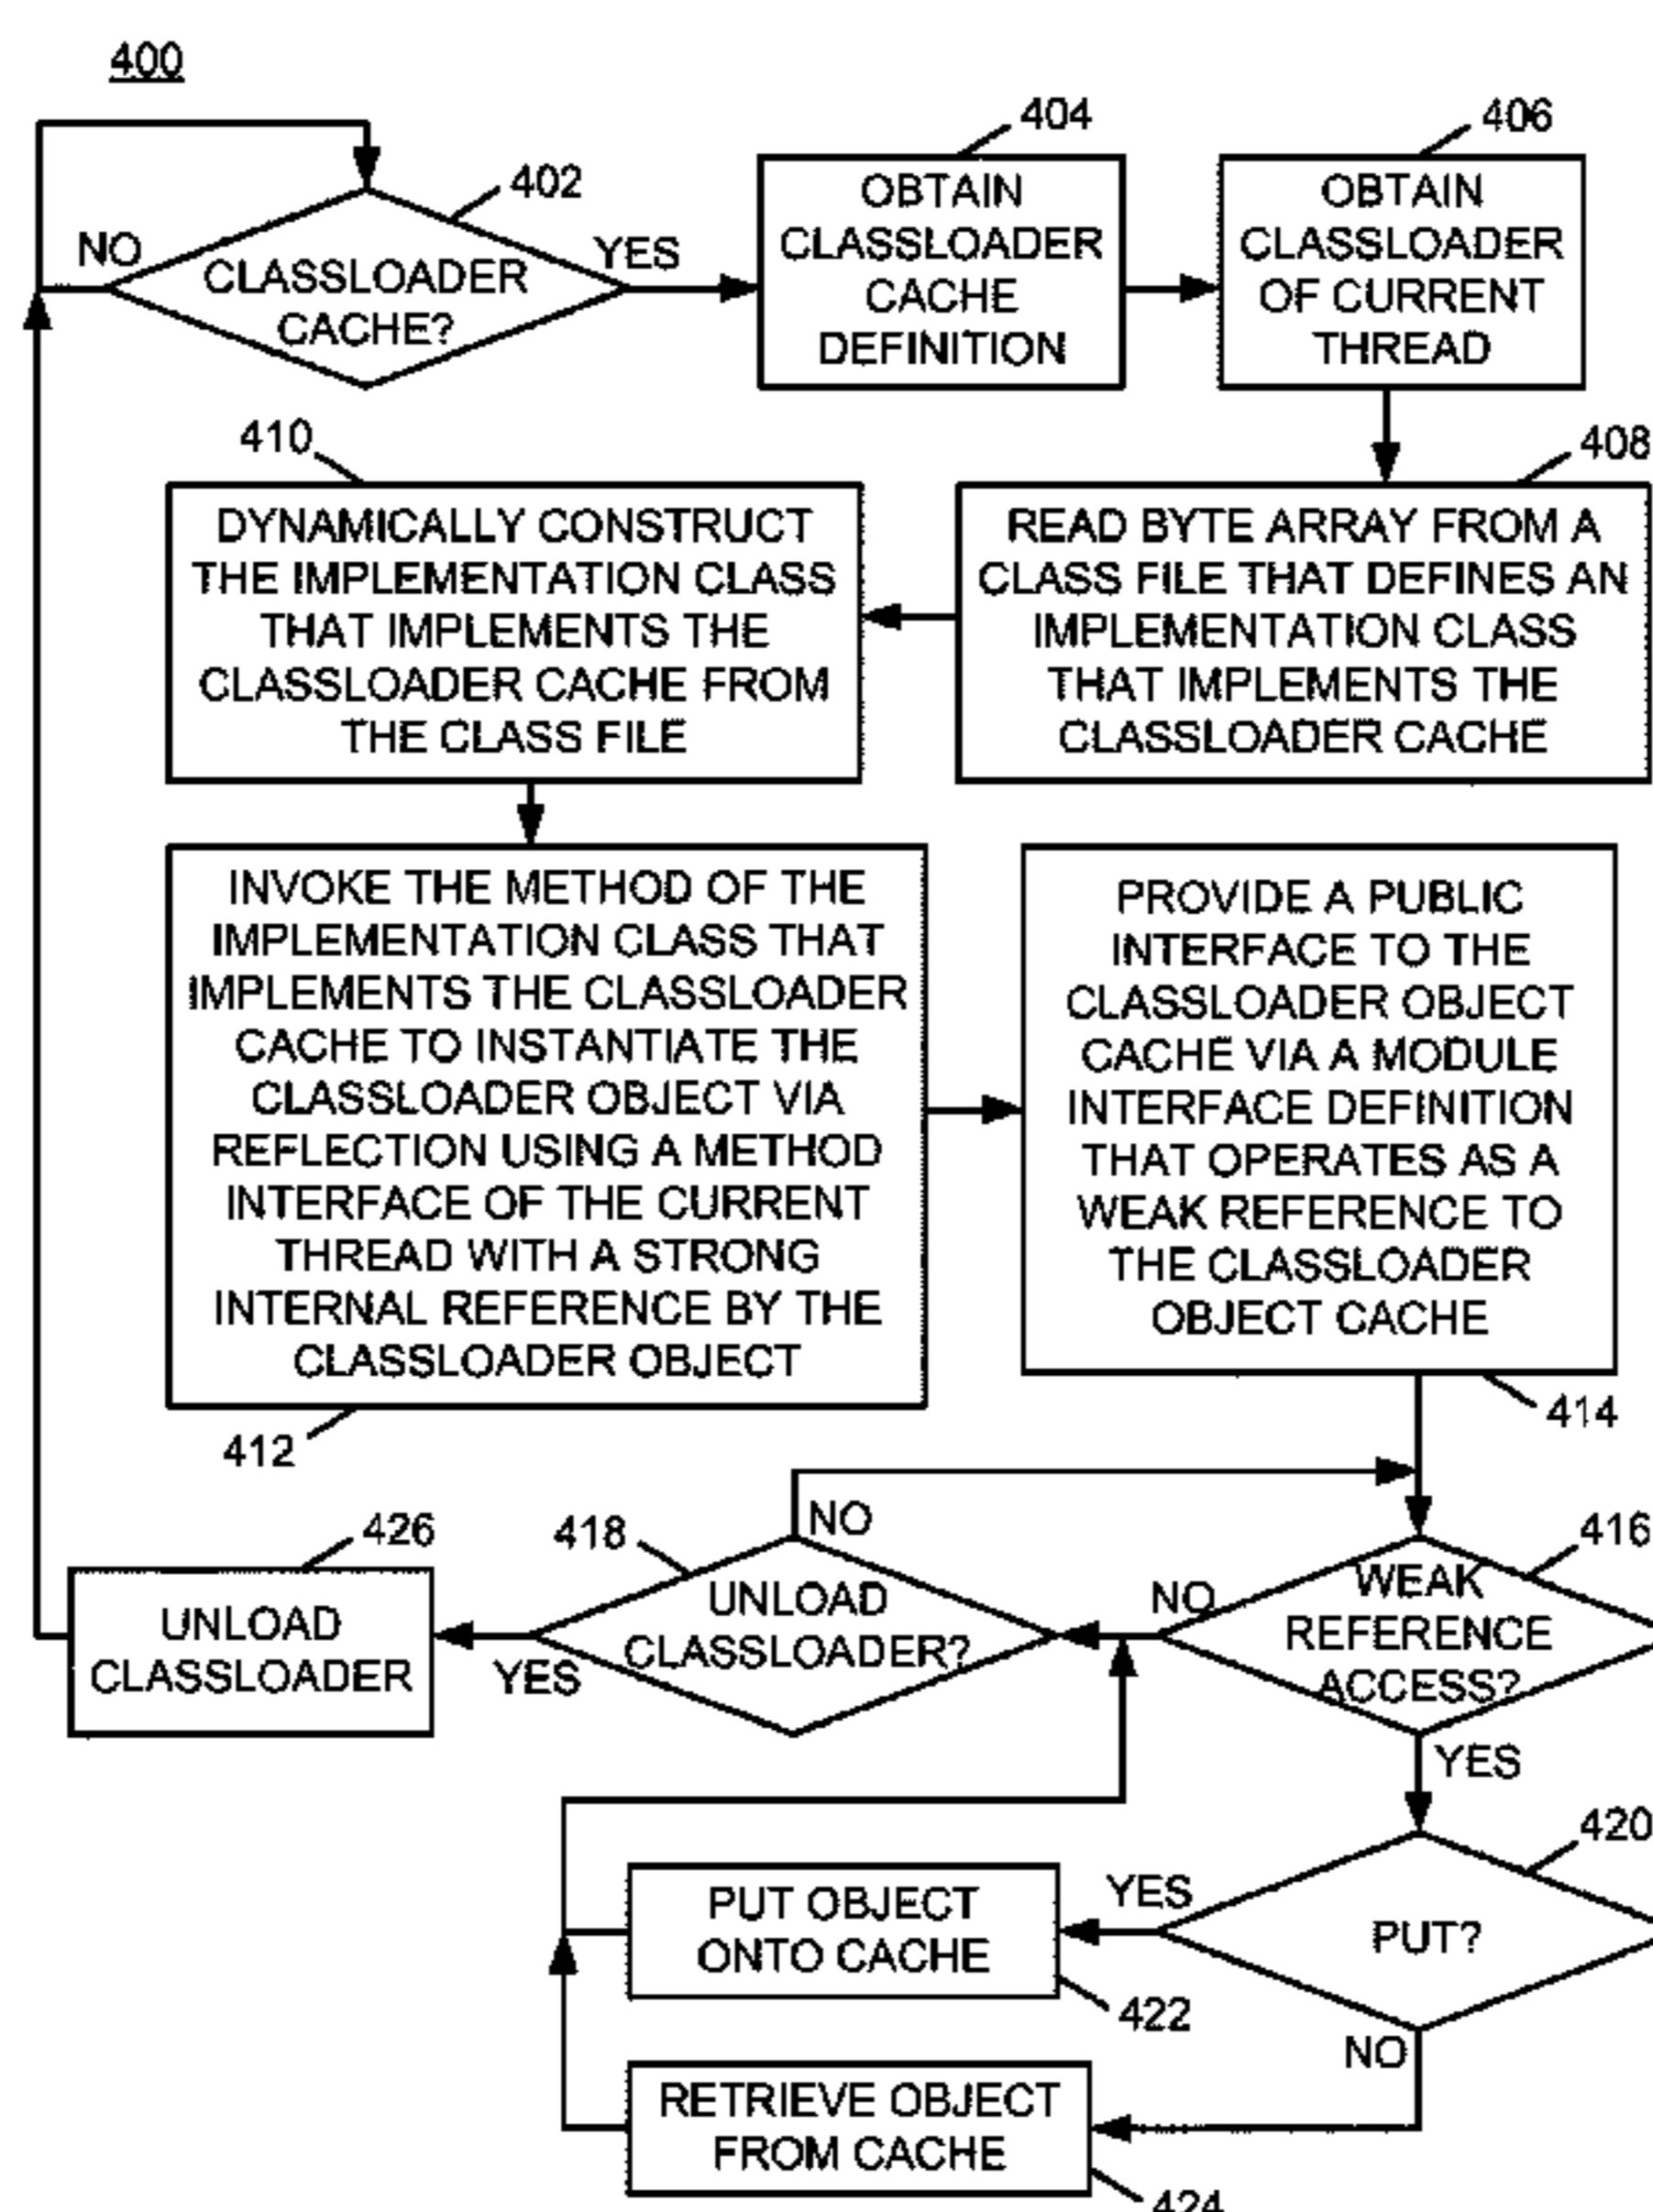 400
402
NO
CLASSLOADER
CACHE?
YES
404
OBTAIN
CLASSLOADER
CACHE
DEFINITION
406
OBTAIN
CLASSLOADER
OF CURRENT
THREAD
408
READ BYTE ARRAY FROM A
CLASS FILE THAT DEFINES AN
IMPLEMENTATION CLASS
THAT IMPLEMENTS THE
CLASSLOADER CACHE
410
DYNAMICALLY CONSTRUCT
THE IMPLEMENTATION CLASS
THAT IMPLEMENTS THE
CLASSLOADER CACHE FROM
THE CLASS FILE
INVOKE THE METHOD OF THE
IMPLEMENTATION CLASS THAT
IMPLEMENTS THE CLASSLOADER
CACHE TO INSTANTIATE THE
CLASSLOADER OBJECT VIA
REFLECTION USING A METHOD
INTERFACE OF THE CURRENT
THREAD WITH A STRONG
INTERNAL REFERENCE BY THE
CLASSLOADER OBJECT
412
PROVIDE A PUBLIC
INTERFACE TO THE
CLASSLOADER OBJECT
CACHE VIA A MODULE
INTERFACE DEFINITION
THAT OPERATES AS A
WEAK REFERENCE TO
THE CLASSLOADER
OBJECT CACHE
414
416
WEAK
REFERENCE
ACCESS?
NO
YES
418
NO
UNLOAD
CLASSLOADER?
YES
426
UNLOAD
CLASSLOADER
420
PUT?
YES
NO
PUT OBJECT
ONTO CACHE
422
RETRIEVE OBJECT
FROM CACHE
424